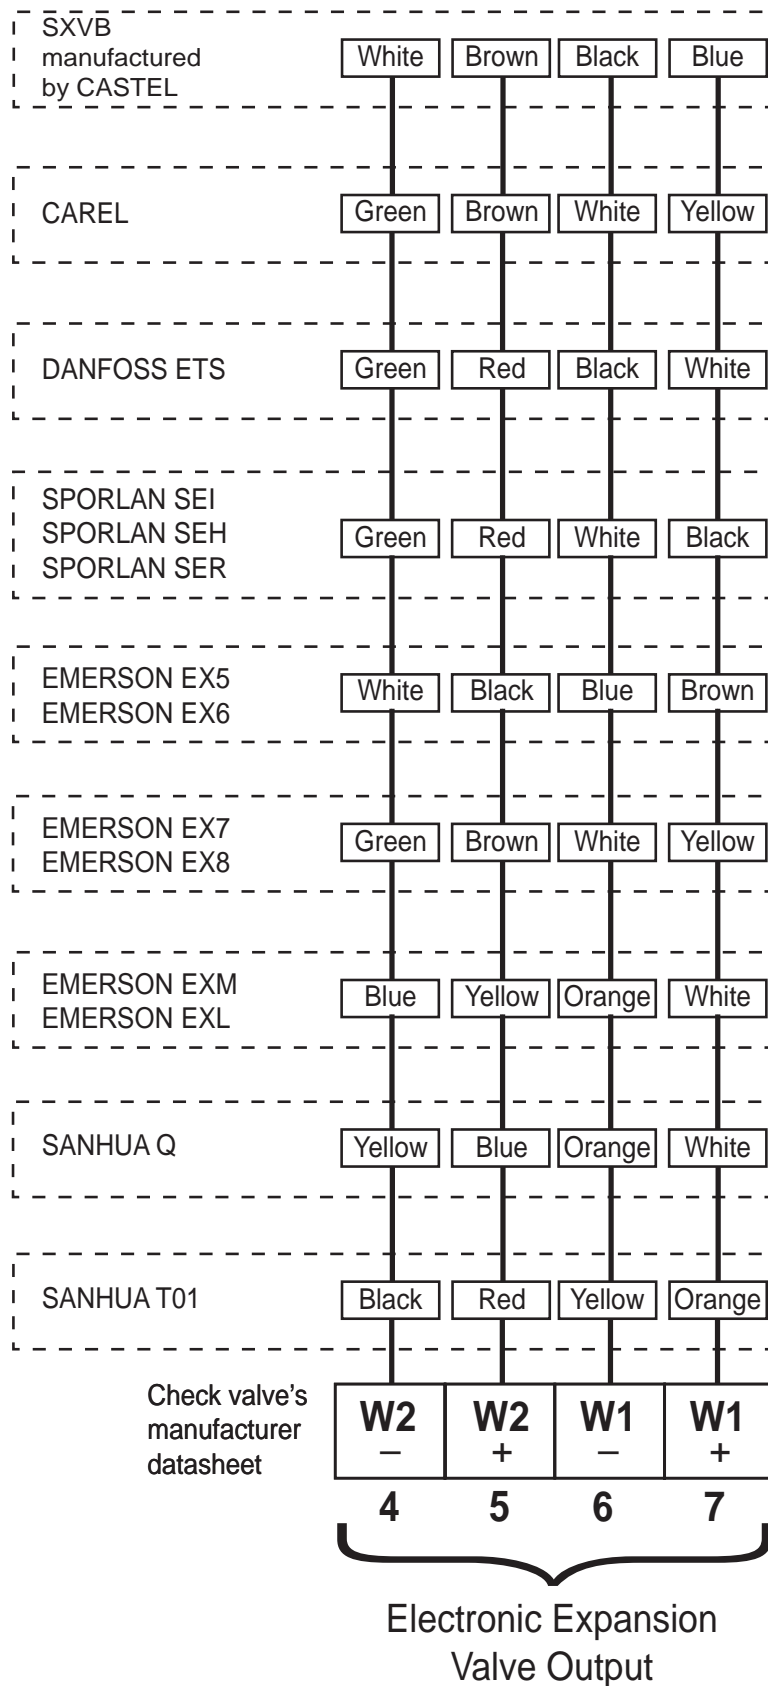 SXVB
manufactured
by CASTEL
White Brown Black Blue
CAREL
Green Brown White Yellow
DANFOSS ETS
Green Red Black White
SPORLAN SEI
SPORLAN SEH
SPORLAN SER
Green Red White Black
EMERSON EX5
EMERSON EX6
White Black Blue Brown
EMERSON EX7
EMERSON EX8
Green Brown White Yellow
EMERSON EXM
EMERSON EXL
Blue Yellow Orange White
SANHUA Q
Yellow Blue Orange White
SANHUA T01
Black Red Yellow Orange
Check valve's
manufacturer
datasheet
W2 W2 W1 W1
– + – +
4 5 6 7
Electronic Expansion
Valve Output